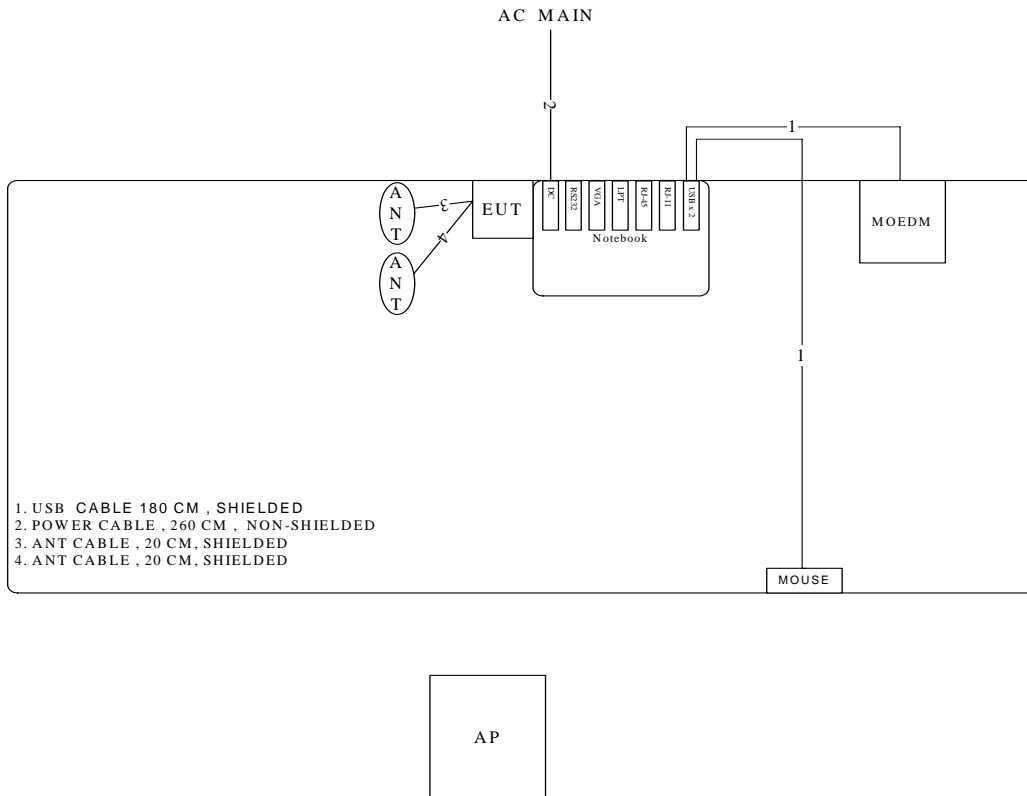 AC MAIN
2
1
ANT
3
EUT
DC
RS232
VGA
LPT
RJ-45
RJ-11
USB x 2
Notebook
MOEDM
4
ANT
1
1. USB CABLE 180 CM , SHIELDED
2. POWER CABLE , 260 CM , NON-SHIELDED
3. ANT CABLE , 20 CM, SHIELDED
4. ANT CABLE , 20 CM, SHIELDED
MOUSE
AP